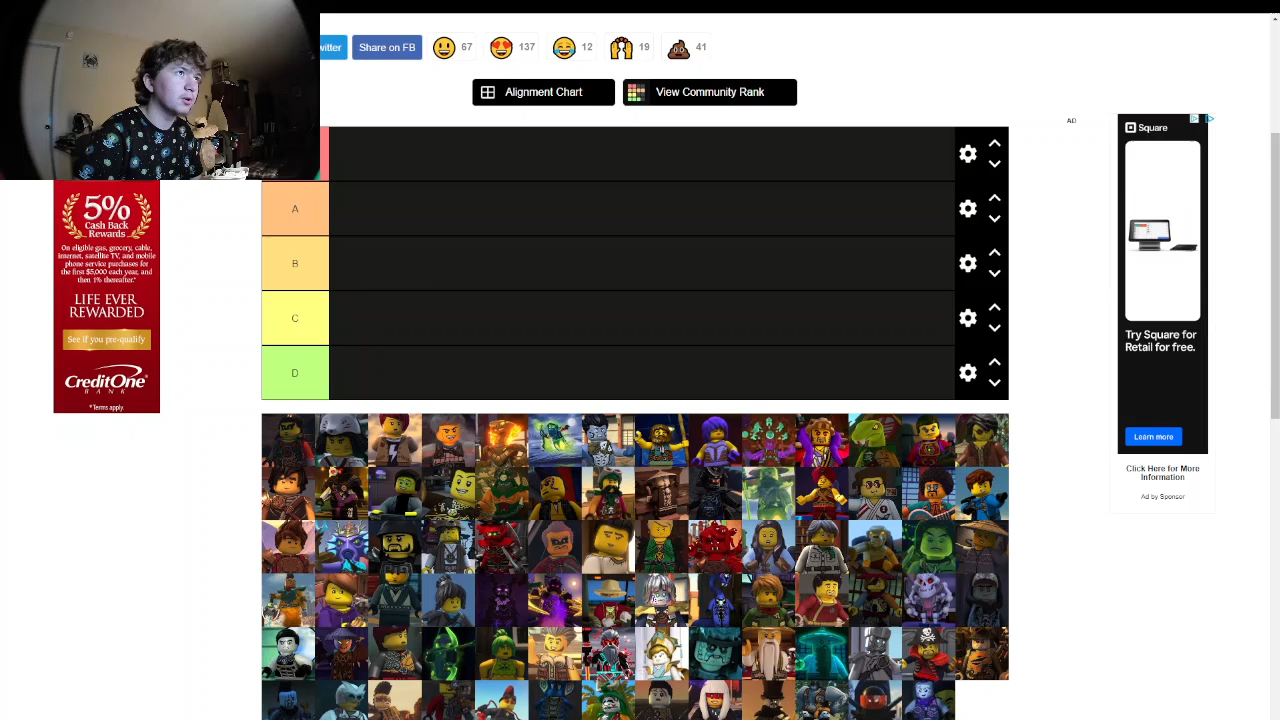 witter
Share on FB
67
137
12
19
41
Alignment Chart
View Community Rank
AD
Square
5%
Cash Back
Rewards
On eligible gas, grocery, cable,
internet, satellite TV, and mobile
phone service purchases for
the first $5,000 each year, and
then 1% thereafter.*
LIFE EVER
REWARDED
See if you pre-qualify
CreditOne
BANK
*Terms apply.
A
B
C
D
Try Square for
Retail for free.
Learn more
Click Here for More
Information
Ad by Sponsor